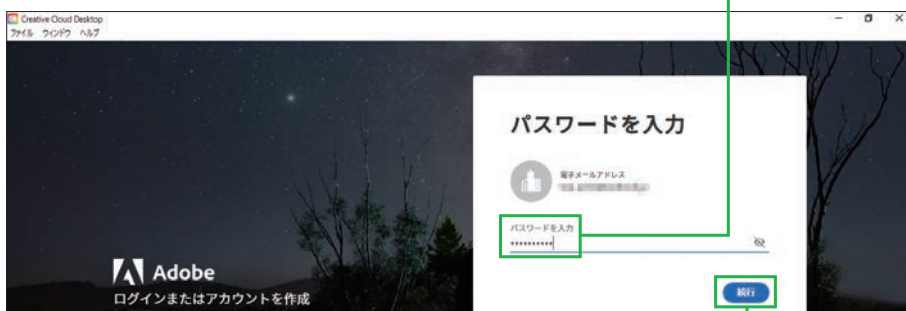 Creative Cloud Desktop
ファイル ウィンドウ ヘルプ
パスワードを入力
電子メールアドレス
パスワードを入力
**********
続行
Adobe
ログインまたはアカウントを作成